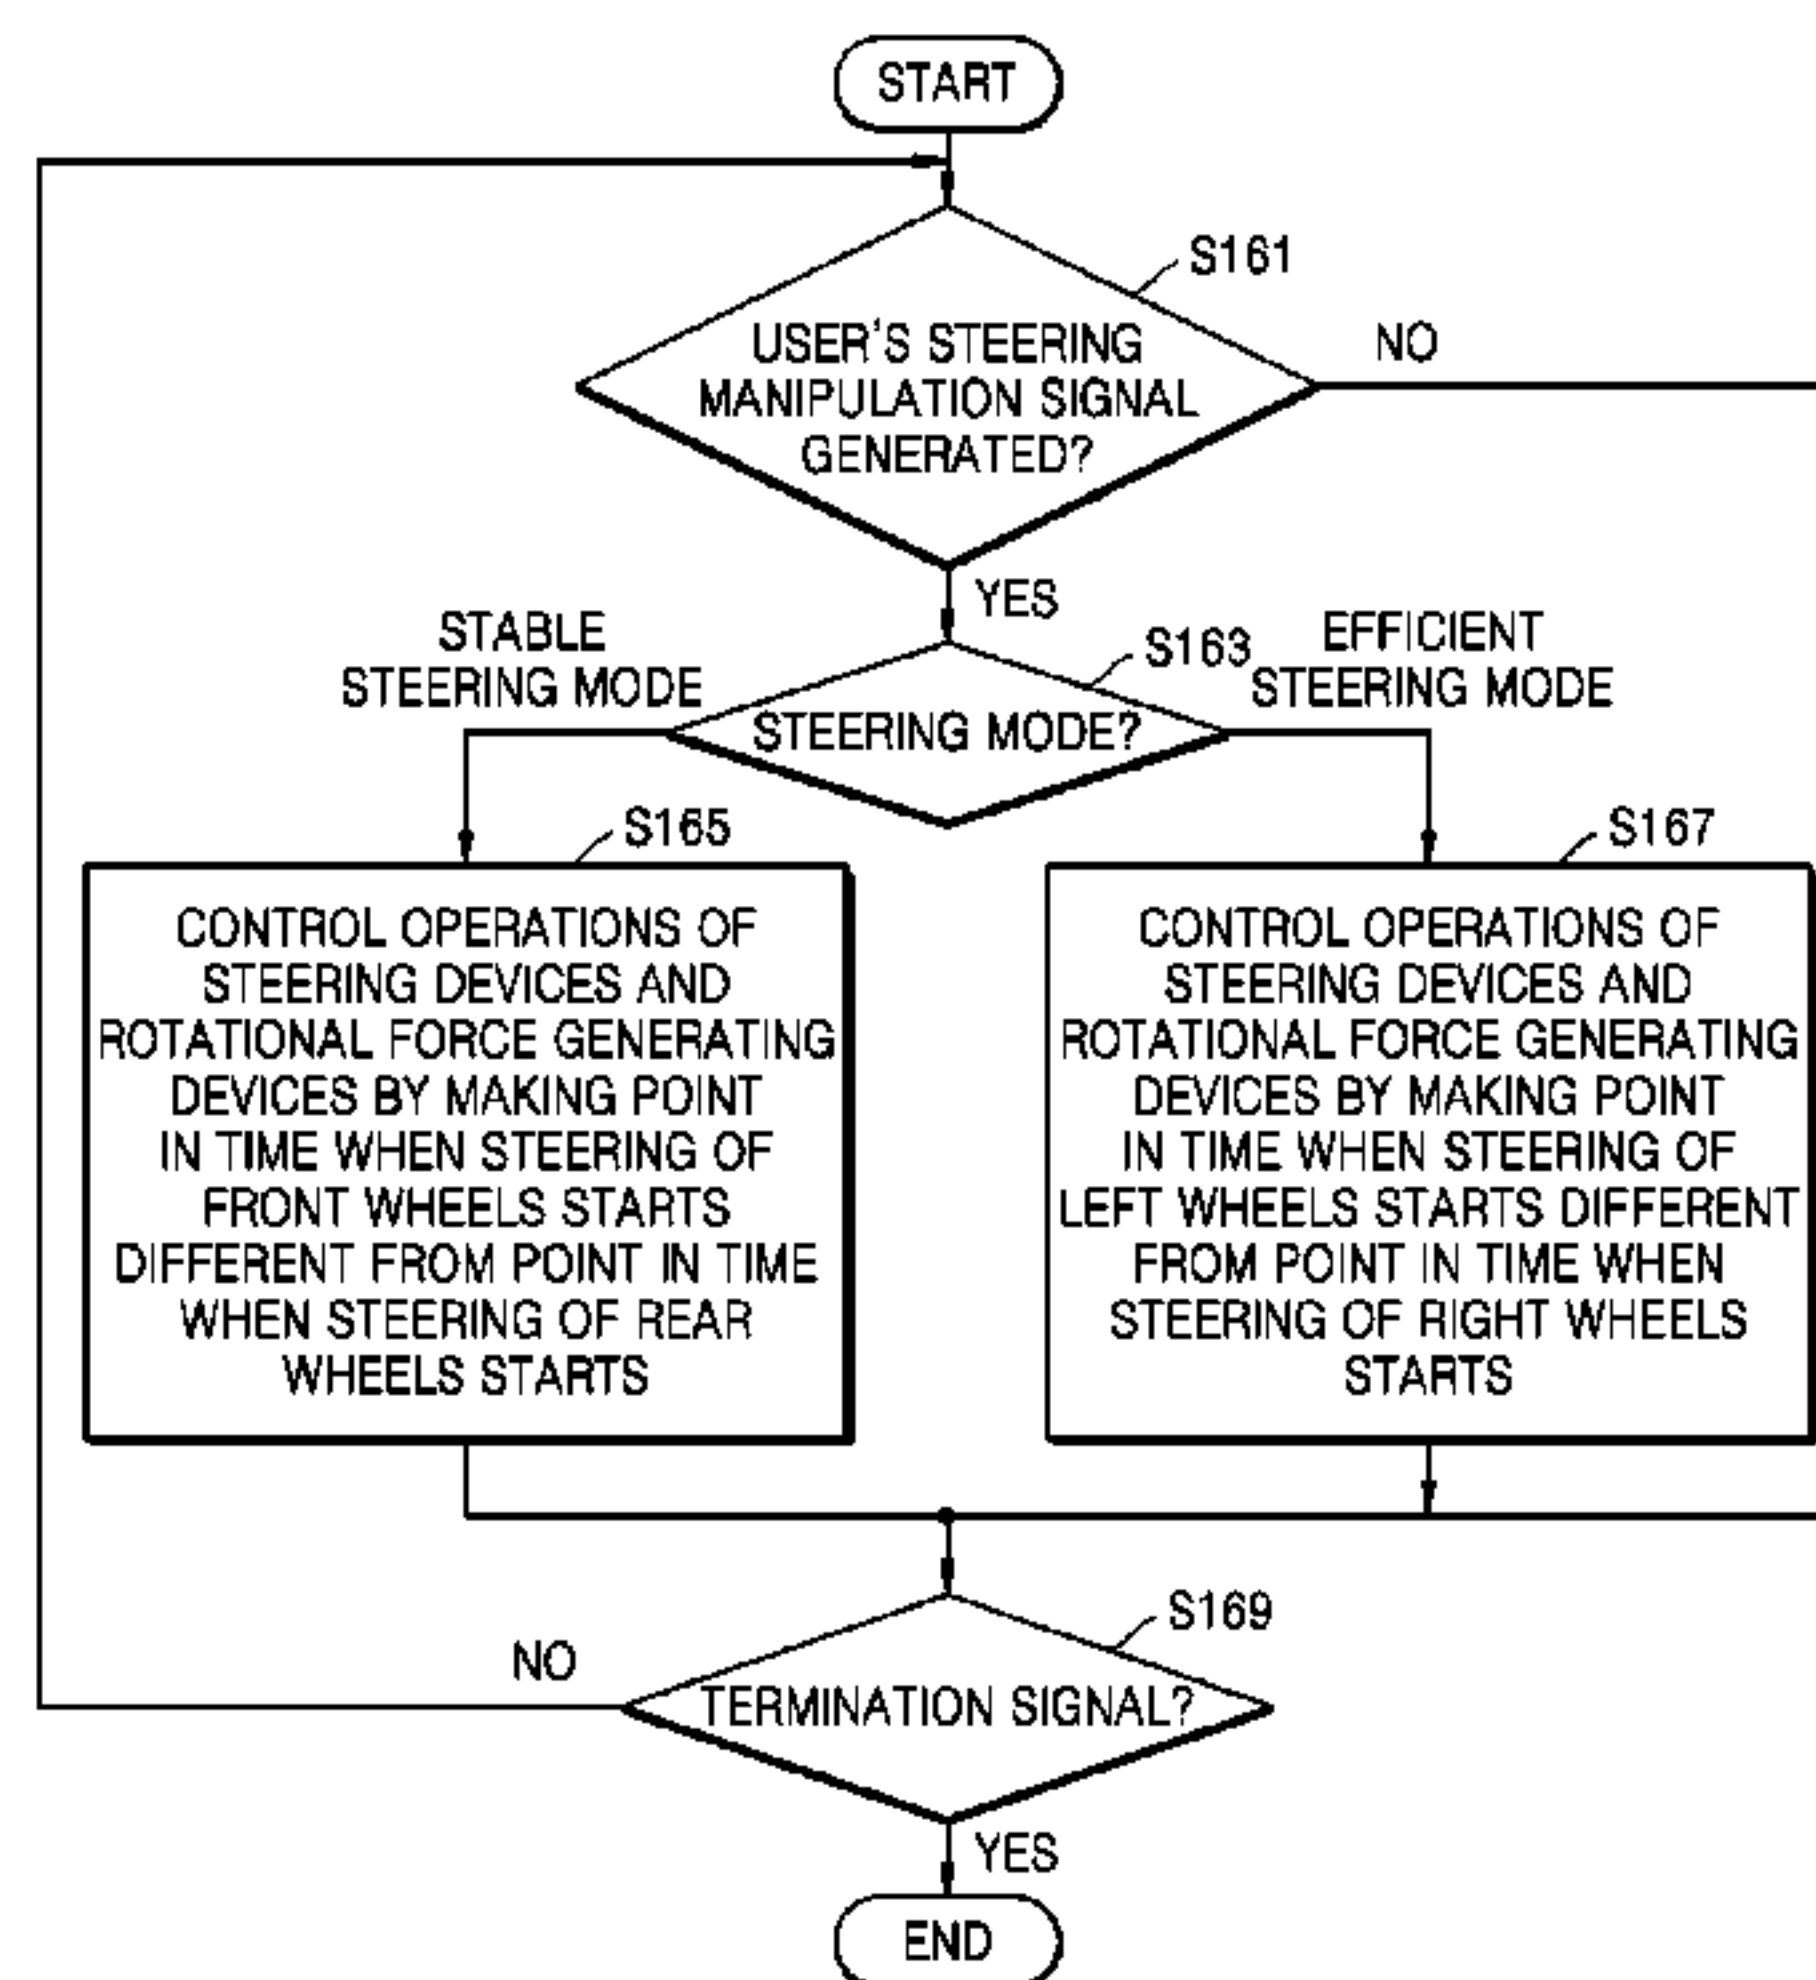 START
S161
USER'S STEERING
MANIPULATION SIGNAL
GENERATED?
NO
YES
STABLE
STEERING MODE
S163
EFFICIENT
STEERING MODE
STEERING MODE?
S165
CONTROL OPERATIONS OF
STEERING DEVICES AND
ROTATIONAL FORCE GENERATING
DEVICES BY MAKING POINT
IN TIME WHEN STEERING OF
FRONT WHEELS STARTS
DIFFERENT FROM POINT IN TIME
WHEN STEERING OF REAR
WHEELS STARTS
S167
CONTROL OPERATIONS OF
STEERING DEVICES AND
ROTATIONAL FORCE GENERATING
DEVICES BY MAKING POINT
IN TIME WHEN STEERING OF
LEFT WHEELS STARTS DIFFERENT
FROM POINT IN TIME WHEN
STEERING OF RIGHT WHEELS
STARTS
S169
NO
TERMINATION SIGNAL?
YES
END